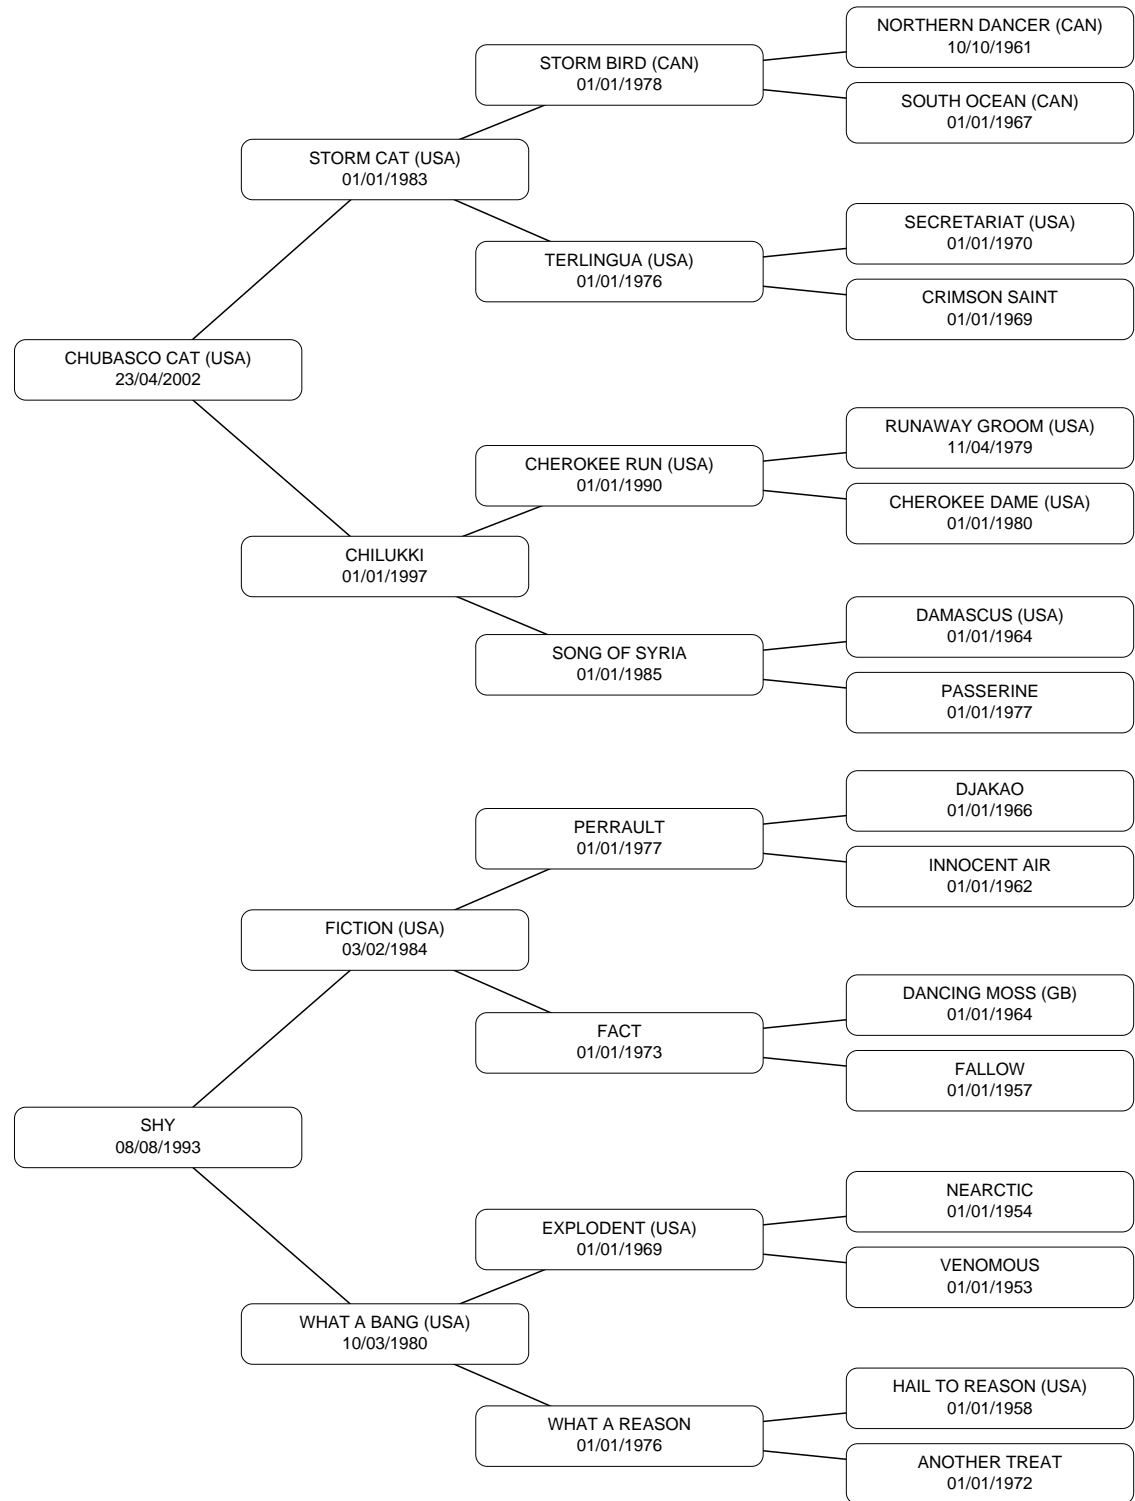 NORTHERN DANCER (CAN)
10/10/1961
STORM BIRD (CAN)
01/01/1978
SOUTH OCEAN (CAN)
01/01/1967
STORM CAT (USA)
01/01/1983
SECRETARIAT (USA)
01/01/1970
TERLINGUA (USA)
01/01/1976
CRIMSON SAINT
01/01/1969
CHUBASCO CAT (USA)
23/04/2002
RUNAWAY GROOM (USA)
11/04/1979
CHEROKEE RUN (USA)
01/01/1990
CHEROKEE DAME (USA)
01/01/1980
CHILUKKI
01/01/1997
DAMASCUS (USA)
01/01/1964
SONG OF SYRIA
01/01/1985
PASSERINE
01/01/1977
DJAKAO
01/01/1966
PERRAULT
01/01/1977
INNOCENT AIR
01/01/1962
FICTION (USA)
03/02/1984
DANCING MOSS (GB)
01/01/1964
FACT
01/01/1973
FALLOW
01/01/1957
SHY
08/08/1993
NEARCTIC
01/01/1954
EXPLODENT (USA)
01/01/1969
VENOMOUS
01/01/1953
WHAT A BANG (USA)
10/03/1980
HAIL TO REASON (USA)
01/01/1958
WHAT A REASON
01/01/1976
ANOTHER TREAT
01/01/1972